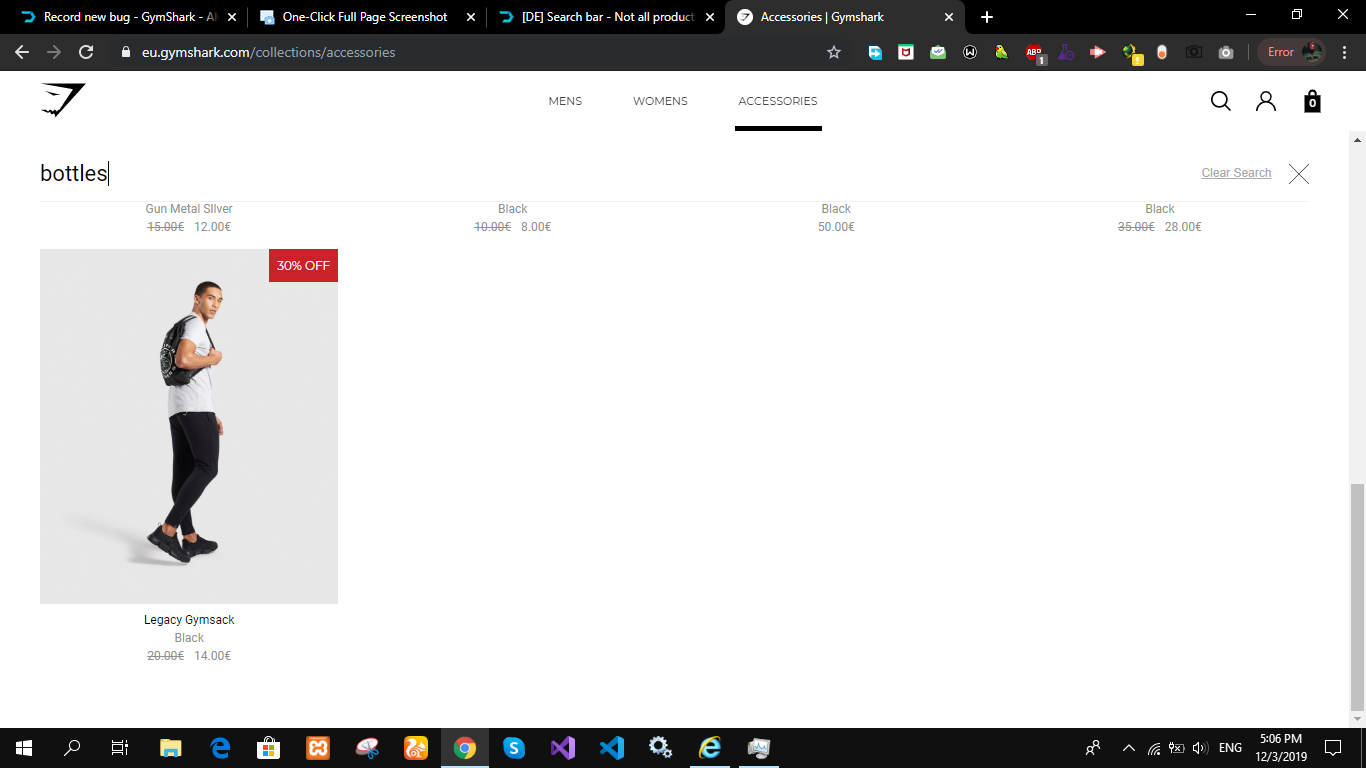 Record new bug - GymShark - Al
One-Click Full Page Screenshot
[DE] Search bar - Not all product
Accessories | Gymshark
eu.gymshark.com/collections/accessories
ABP
1
1
Error
MENS
WOMENS
ACCESSORIES
0
bottles
Clear Search
Gun Metal SIlver
15.00€ 12.00€
Black
10.00€ 8.00€
Black
50.00€
Black
35.00€ 28.00€
30% OFF
Legacy Gymsack
Black
20.00€ 14.00€
ENG
5:06 PM
12/3/2019